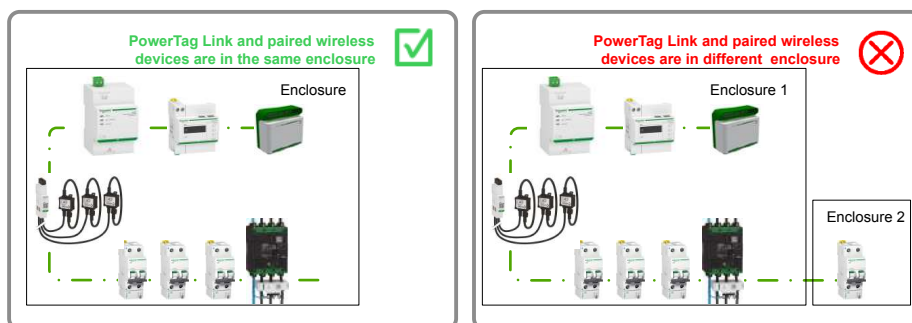 PowerTag Link and paired wireless
devices are in the same enclosure
Enclosure
PowerTag Link and paired wireless
devices are in different enclosure
Enclosure 1
Enclosure 2